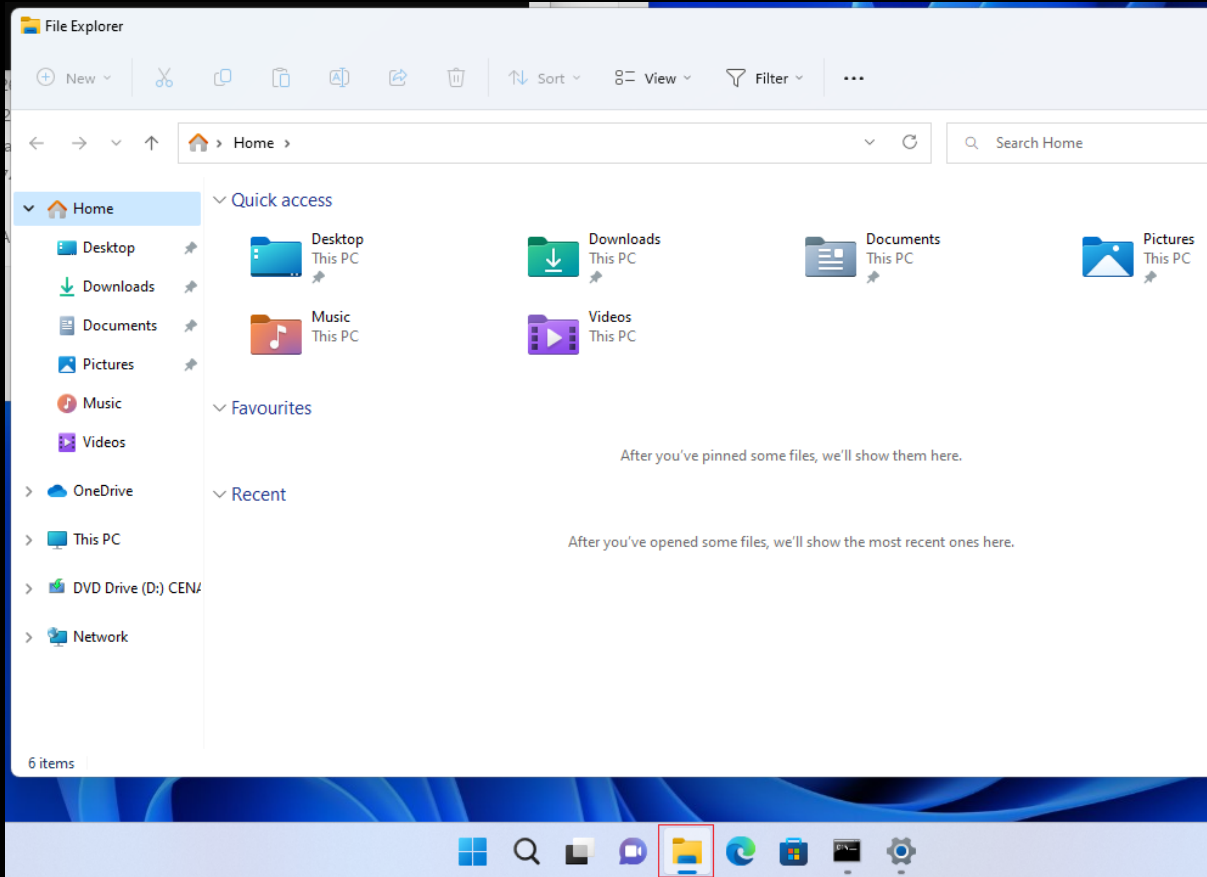 File Explorer
New
Sort
View
Filter
Home
Search Home
Home
Desktop
Downloads
Documents
Pictures
Music
Videos
OneDrive
This PC
DVD Drive (D:) CENA
Network
Quick access
Desktop
This PC
Downloads
This PC
Documents
This PC
Pictures
This PC
Music
This PC
Videos
This PC
Favourites
After you've pinned some files, we'll show them here.
Recent
After you've opened some files, we'll show the most recent ones here.
6 items